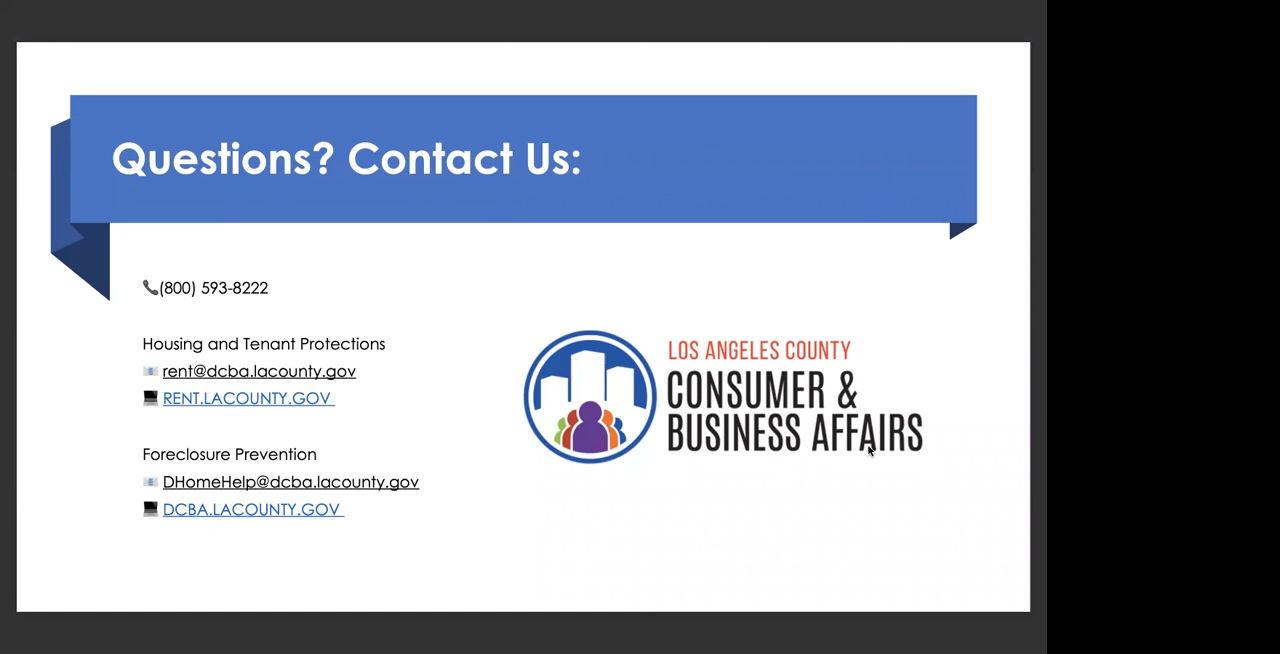 Questions? Contact Us:
(800) 593-8222
Housing and Tenant Protections
rent@dcba.lacounty.gov
RENT.LACOUNTY.GOV
Foreclosure Prevention
DHomeHelp@dcba.lacounty.gov
DCBA.LACOUNTY.GOV
LOS ANGELES COUNTY
CONSUMER &
BUSINESS AFFAIRS